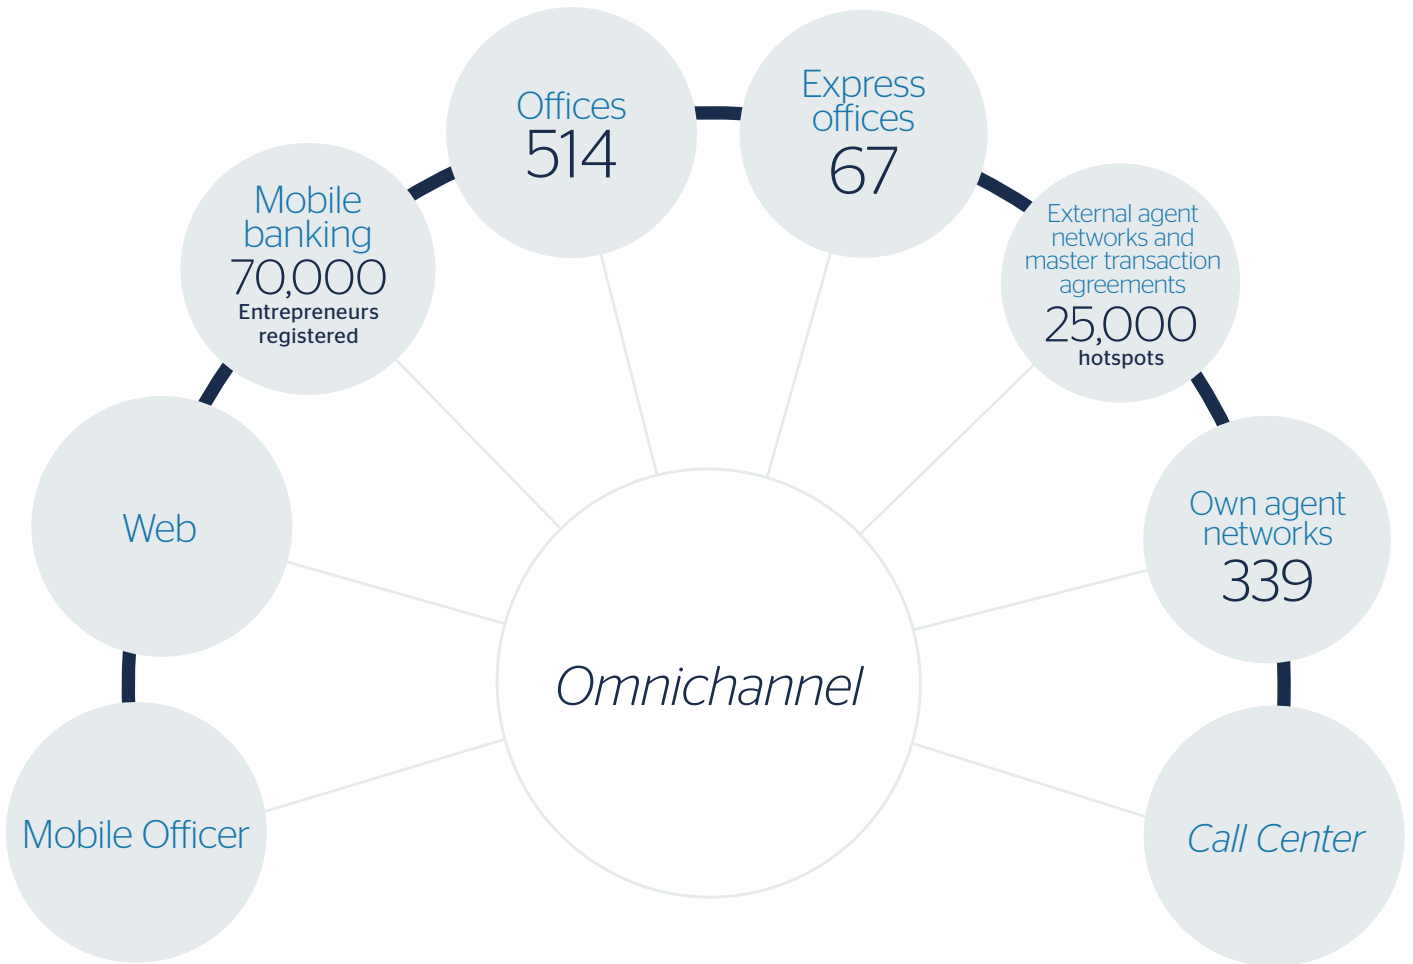 Offices
514
Express
offices
67
Mobile
banking
70,000
Entrepreneurs
registered
External agent
networks and
master transaction
agreements
25,000
hotspots
Web
Own agent
networks
339
Omnichannel
Mobile Officer
Call Center